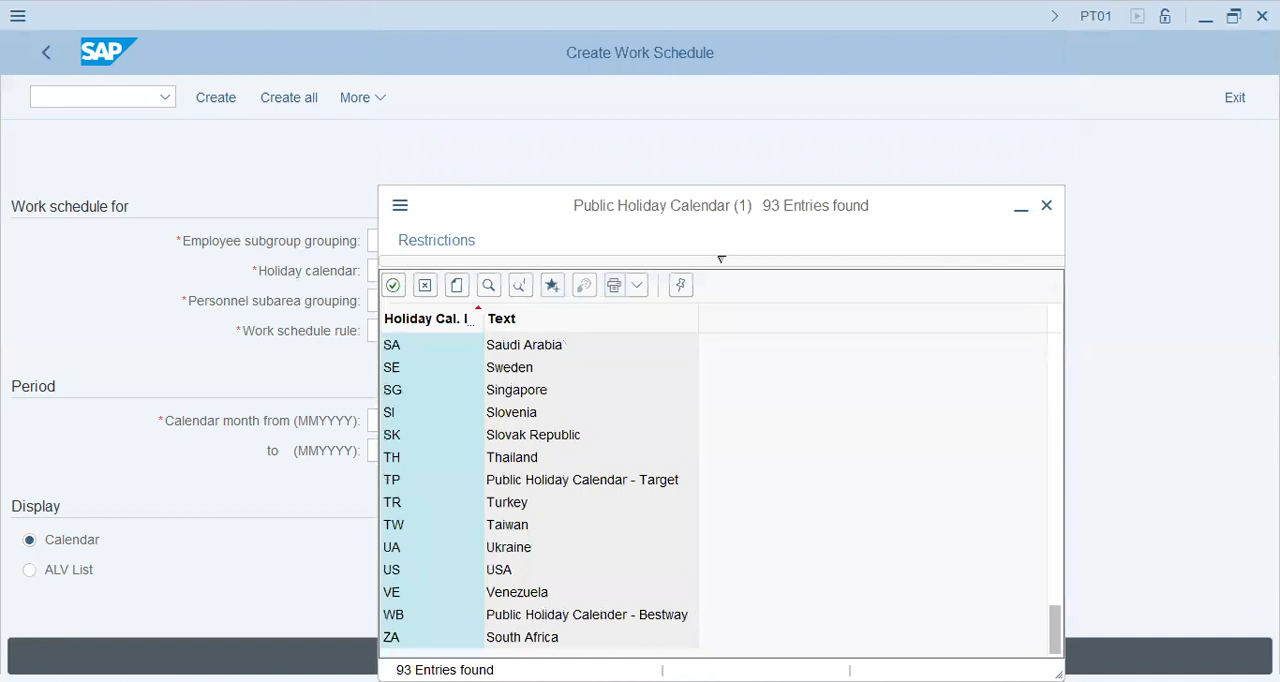 PT01
SAP
Create Work Schedule
Create
Create all
More
Exit
Work schedule for
*Employee subgroup grouping:
*Holiday calendar:
*Personnel subarea grouping:
*Work schedule rule:
Period
*Calendar month from (MMYYYY):
to (MMYYYY):
Display
Calendar
ALV List
Public Holiday Calendar (1) 93 Entries found
Restrictions
Holiday Cal. I... Text
SA Saudi Arabia
SE Sweden
SG Singapore
SI Slovenia
SK Slovak Republic
TH Thailand
TP Public Holiday Calendar - Target
TR Turkey
TW Taiwan
UA Ukraine
US USA
VE Venezuela
WB Public Holiday Calender - Bestway
ZA South Africa
93 Entries found